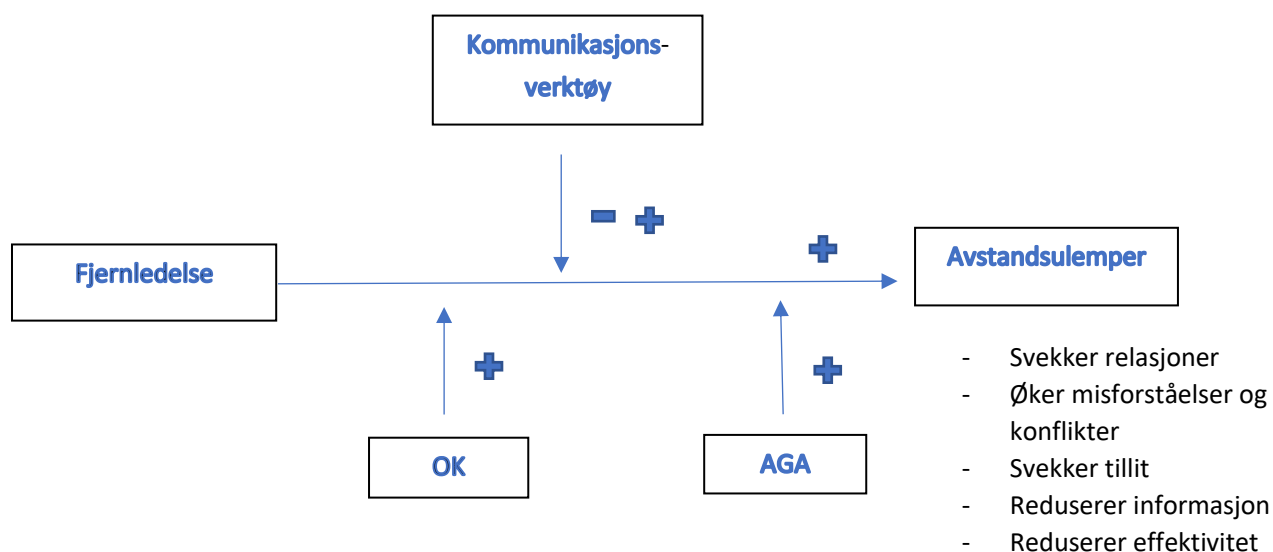 Kommunikasjons-
verktøy
Fjernledelse
Avstandsulemper
OK
AGA
- Svekker relasjoner
- Øker misforståelser og
konflikter
- Svekker tillit
- Reduserer informasjon
- Reduserer effektivitet